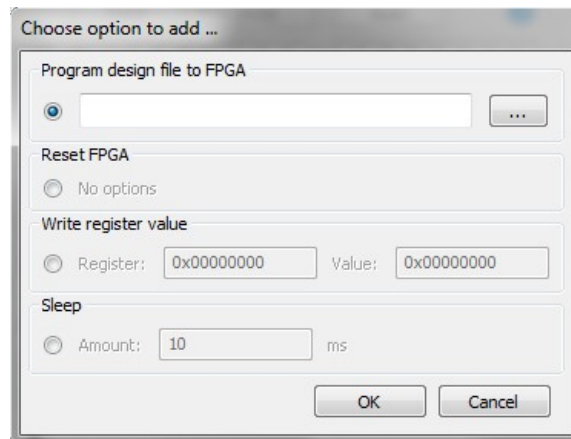 Choose option to add ...
Program design file to FPGA
...
Reset FPGA
No options
Write register value
Register: 0x00000000 Value: 0x00000000
Sleep
Amount: 10 ms
OK Cancel